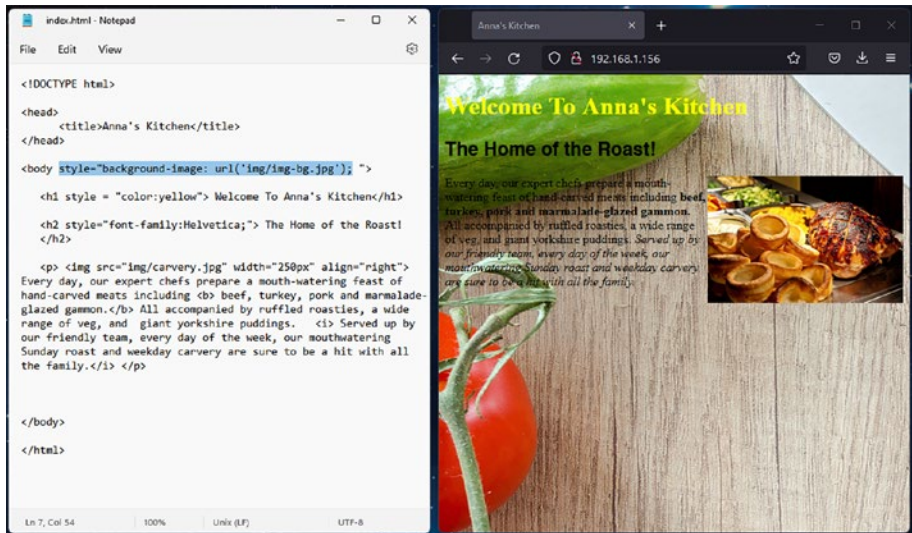 index.html - Notepad
File Edit View
<!DOCTYPE html>
<head>
<title>Anna's Kitchen</title>
</head>
<body style="background-image: url('img/img-bg.jpg'); ">
<h1 style = "color:yellow"> Welcome To Anna's Kitchen</h1>
<h2 style="font-family:Helvetica;"> The Home of the Roast!
</h2>
<p> <img src="img/carvery.jpg" width="250px" align="right">
Every day, our expert chefs prepare a mouth-watering feast of
hand-carved meats including <b> beef, turkey, pork and marmalade-
glazed gammon.</b> All accompanied by ruffled roasties, a wide
range of veg, and giant yorkshire puddings. <i> Served up by
our friendly team, every day of the week, our mouthwatering
Sunday roast and weekday carvery are sure to be a hit with all
the family.</i> </p>
</body>
</html>
Ln 7, Col 54 100% Unix (LF) UTF-8
Anna's Kitchen
192.168.1.156
Welcome To Anna's Kitchen
The Home of the Roast!
Every day, our expert chefs prepare a mouth-
watering feast of hand-carved meats including beef,
turkey, pork and marmalade-glazed gammon.
All accompanied by ruffled roasties, a wide range
of veg, and giant yorkshire puddings. Served up by
our friendly team, every day of the week, our
mouthwatering Sunday roast and weekday carvery
are sure to be a hit with all the family.